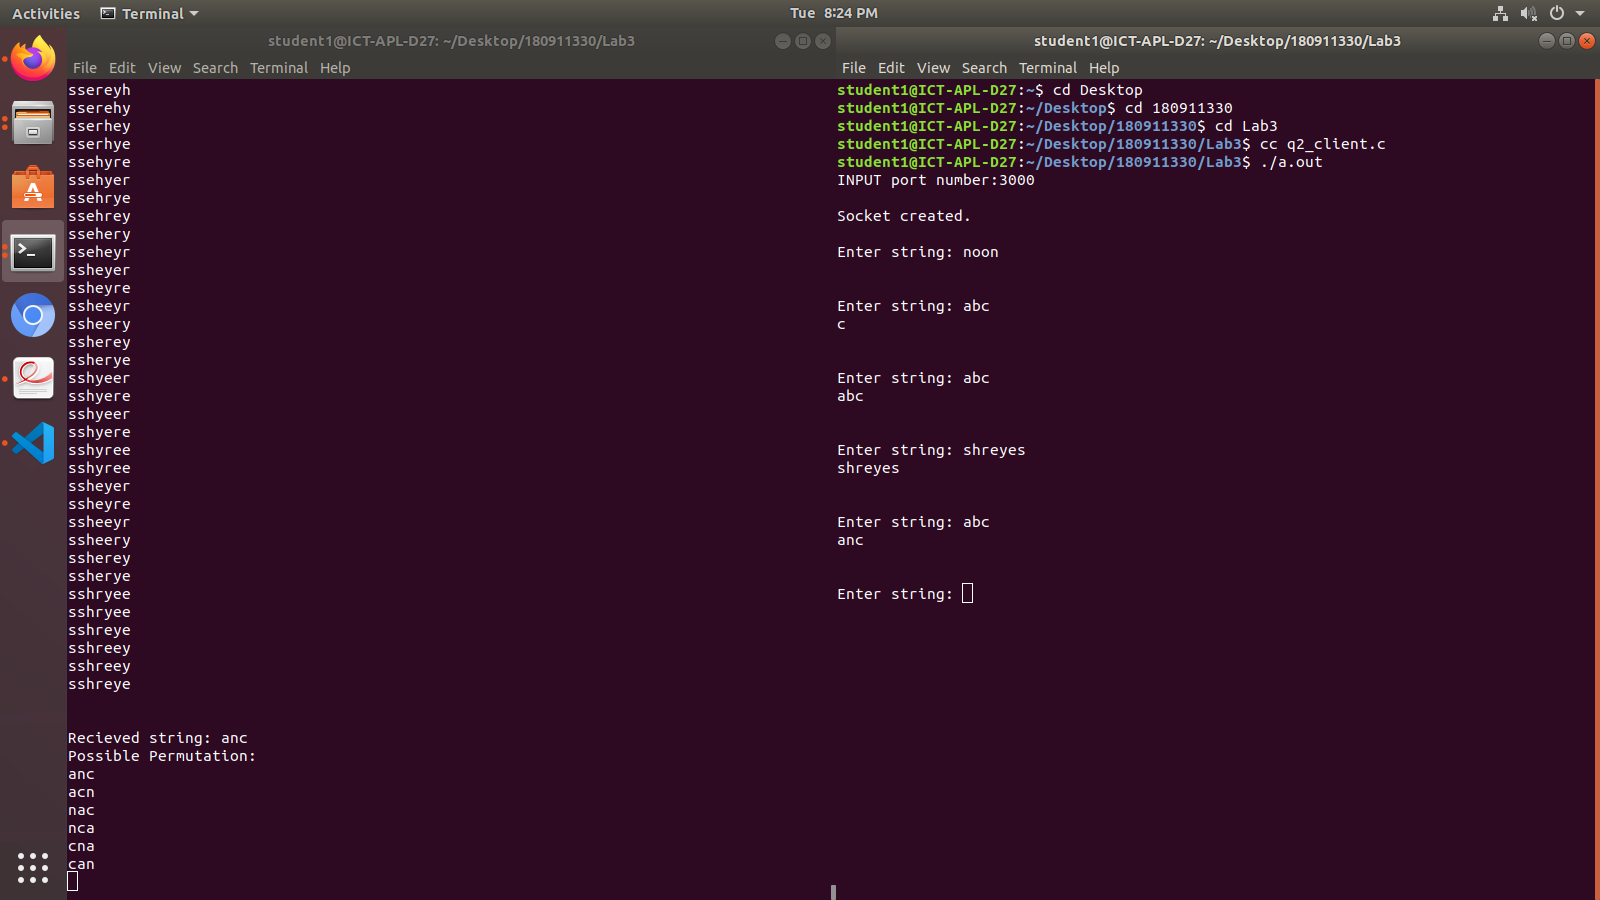 Activities Terminal Tue 8:24 PM
student1@ICT-APL-D27: ~/Desktop/180911330/Lab3
File Edit View Search Terminal Help
ssereyh
sserehy
sserhey
sserhye
ssehyre
ssehyer
ssehrye
ssehrey
ssehery
sseheyr
ssheyer
ssheyre
ssheeyr
ssheery
ssherey
ssherye
sshyeer
sshyere
sshyeer
sshyere
sshyree
sshyree
ssheyer
ssheyre
ssheeyr
ssheery
ssherey
ssherye
sshryee
sshryee
sshreye
sshreey
sshreey
sshreye
Recieved string: anc
Possible Permutation:
anc
acn
nac
nca
cna
can
student1@ICT-APL-D27: ~/Desktop/180911330/Lab3
File Edit View Search Terminal Help
student1@ICT-APL-D27:~$ cd Desktop
student1@ICT-APL-D27:~/Desktop$ cd 180911330
student1@ICT-APL-D27:~/Desktop/180911330$ cd Lab3
student1@ICT-APL-D27:~/Desktop/180911330/Lab3$ cc q2_client.c
student1@ICT-APL-D27:~/Desktop/180911330/Lab3$ ./a.out
INPUT port number:3000
Socket created.
Enter string: noon
Enter string: abc
c
Enter string: abc
abc
Enter string: shreyes
shreyes
Enter string: abc
anc
Enter string: